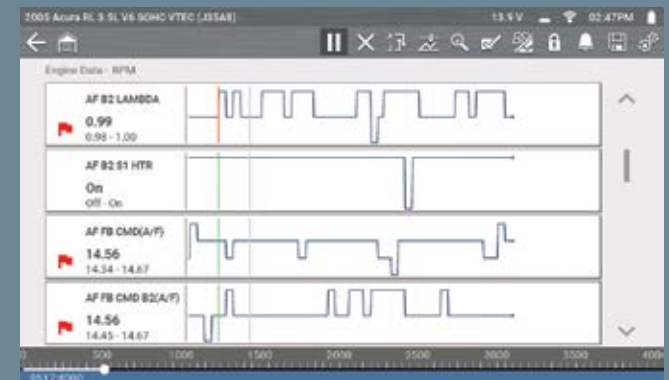 2005 Acura RL 3.5L V6 SOHC VTEC (J35A8)
13.9V
02:47PM
Engine Data - RPM
AF B2 LAMBDA
0.99
0.98 - 1.00
AF B2 S1 HTR
On
Off - On
AF FB CMD(A/F)
14.56
14.34 - 14.67
AF FB CMD B2(A/F)
14.56
14.45 - 14.67
0 500 1000 1500 2000 2500 3000 3500 4000